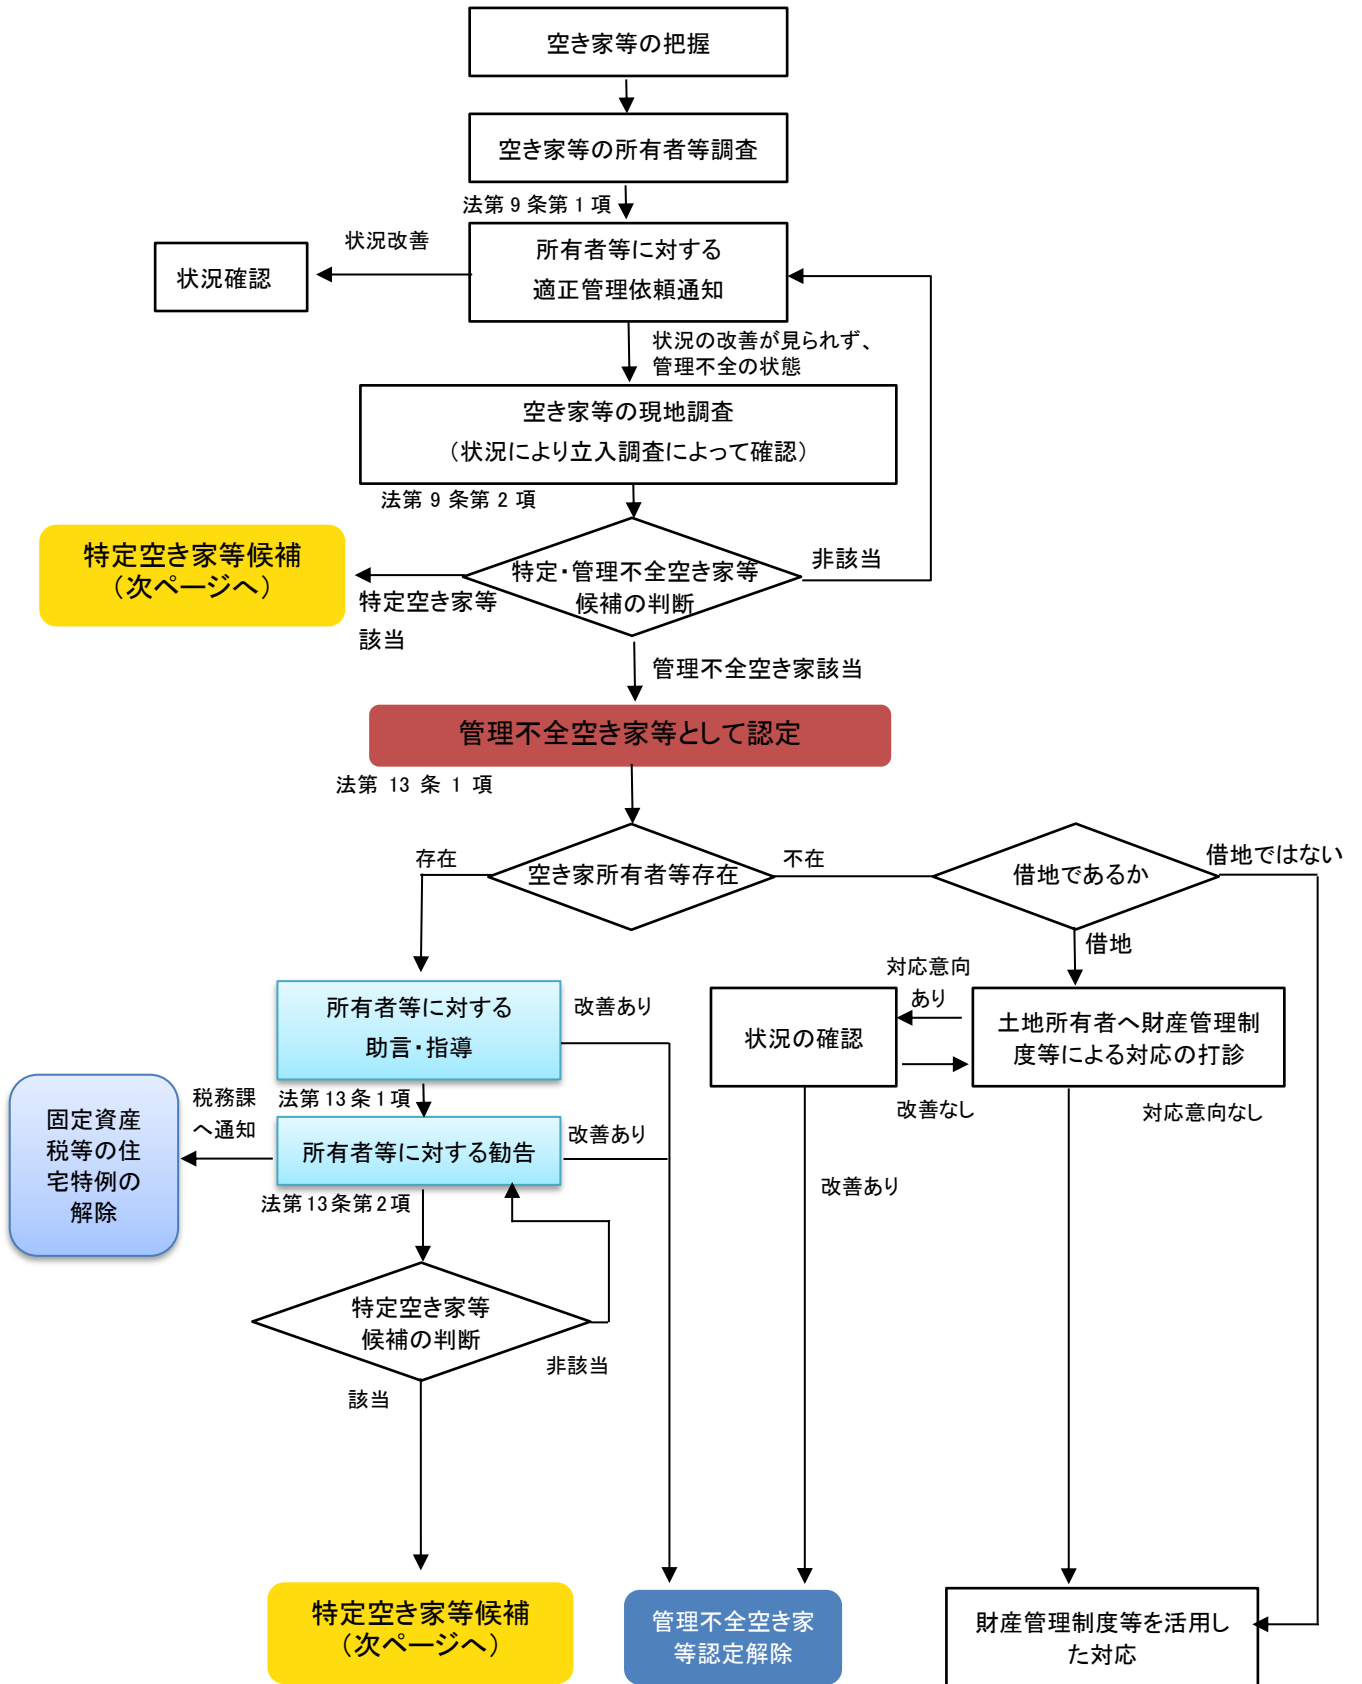 空き家等の把握
空き家等の所有者等調査
法第９条第１項
状況改善
状況確認
所有者等に対する
適正管理依頼通知
状況の改善が見られず、
管理不全の状態
空き家等の現地調査
（状況により立入調査によって確認）
法第９条第２項
特定空き家等候補
（次ページへ）
特定・管理不全空き家等
候補の判断
非該当
特定空き家等
該当
管理不全空き家該当
管理不全空き家等として認定
法第 13 条 1 項
存在
空き家所有者等存在
不在
借地であるか
借地ではない
借地
対応意向
あり
所有者等に対する
助言・指導
改善あり
状況の確認
土地所有者へ財産管理制
度等による対応の打診
改善なし
対応意向なし
法第13条１項
税務課
へ通知
固定資産
税等の住
宅特例の
解除
所有者等に対する勧告
改善あり
改善あり
法第13条第２項
特定空き家等
候補の判断
非該当
該当
特定空き家等候補
（次ページへ）
管理不全空き家
等認定解除
財産管理制度等を活用し
た対応